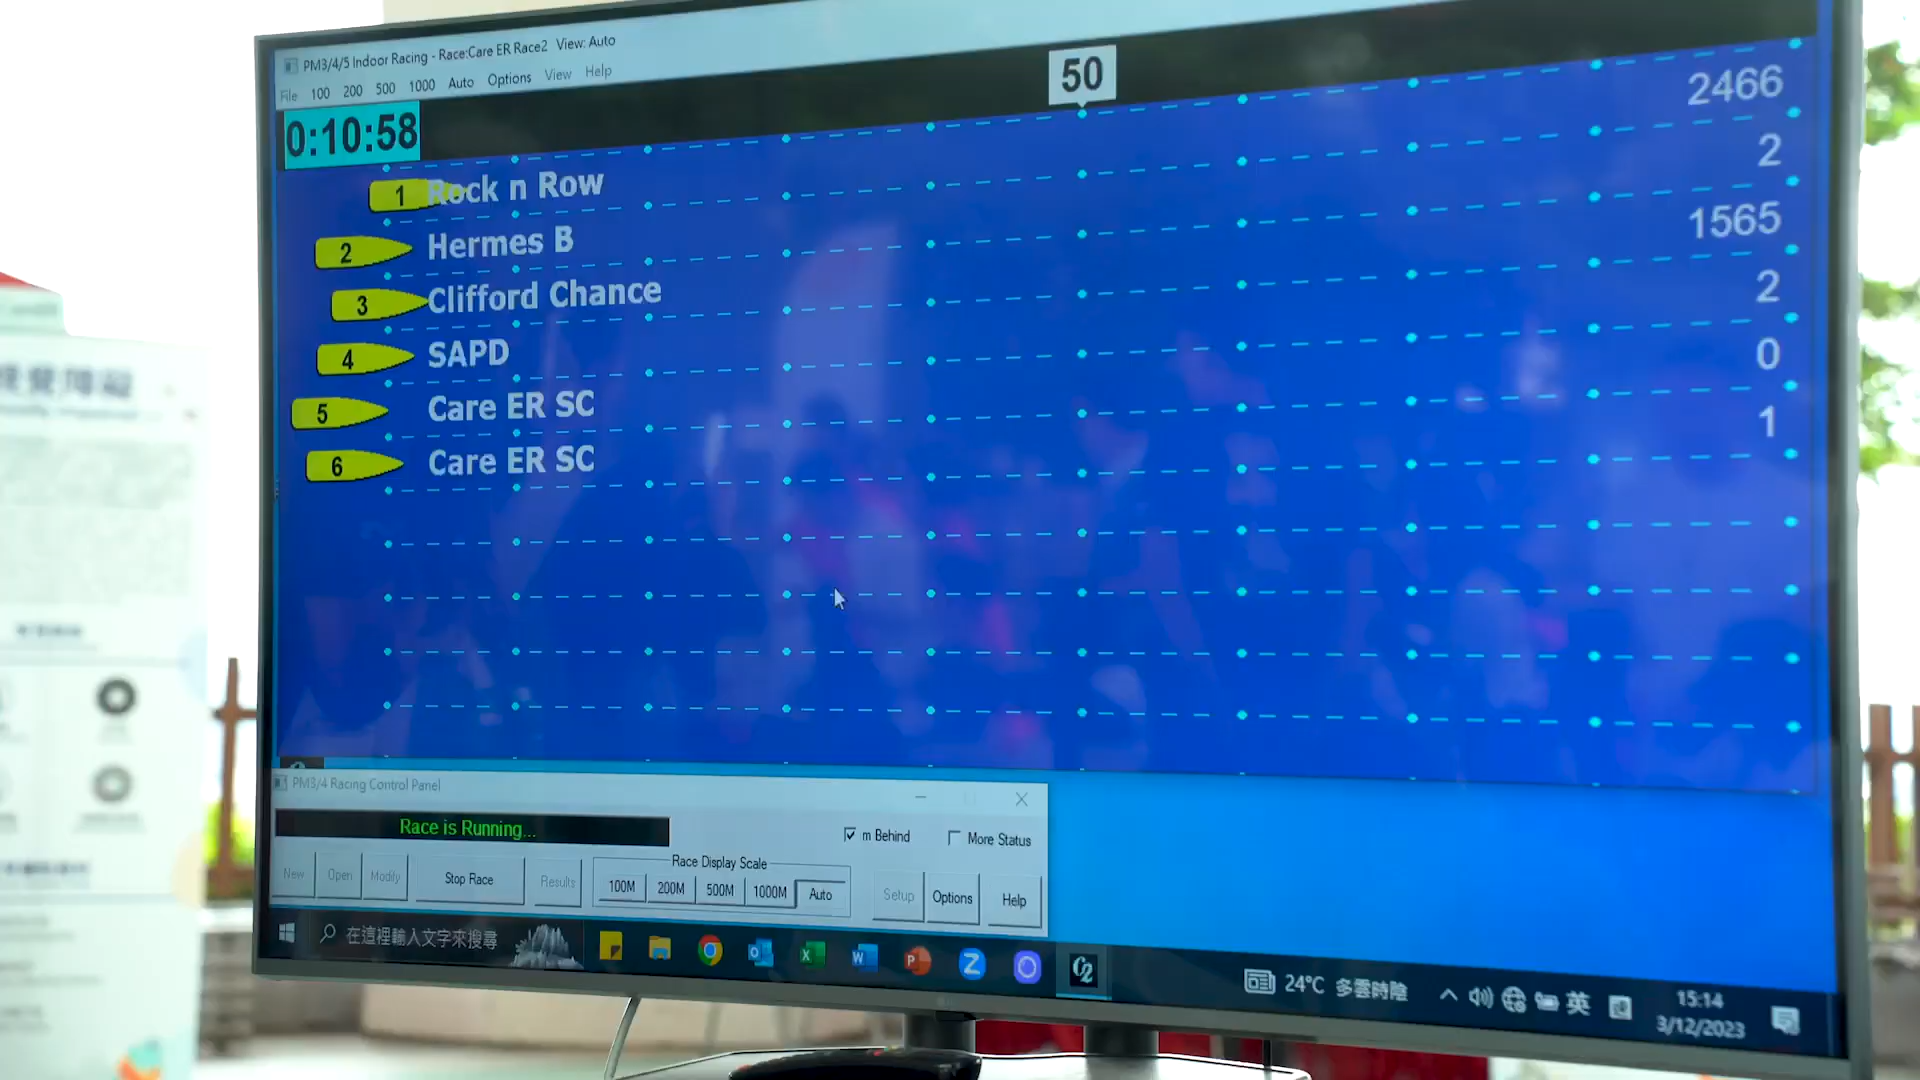 PM3/4/5 Indoor Racing - Race:Care ER Race2 View: Auto
File 100 200 500 1000 Auto Options View Help
50
0:10:58
1 Rock n Row 2466
2 Hermes B 2
3 Clifford Chance 1565
4 SAPD 2
5 Care ER SC 0
6 Care ER SC 1
PM3/4 Racing Control Panel
Race is Running...
m Behind More Status
Race Display Scale
New Open Modify Stop Race Results 100M 200M 500M 1000M Auto Setup Options Help
在這裡輸入文字來搜尋
24°C 多雲時陰
英
15:14
3/12/2023